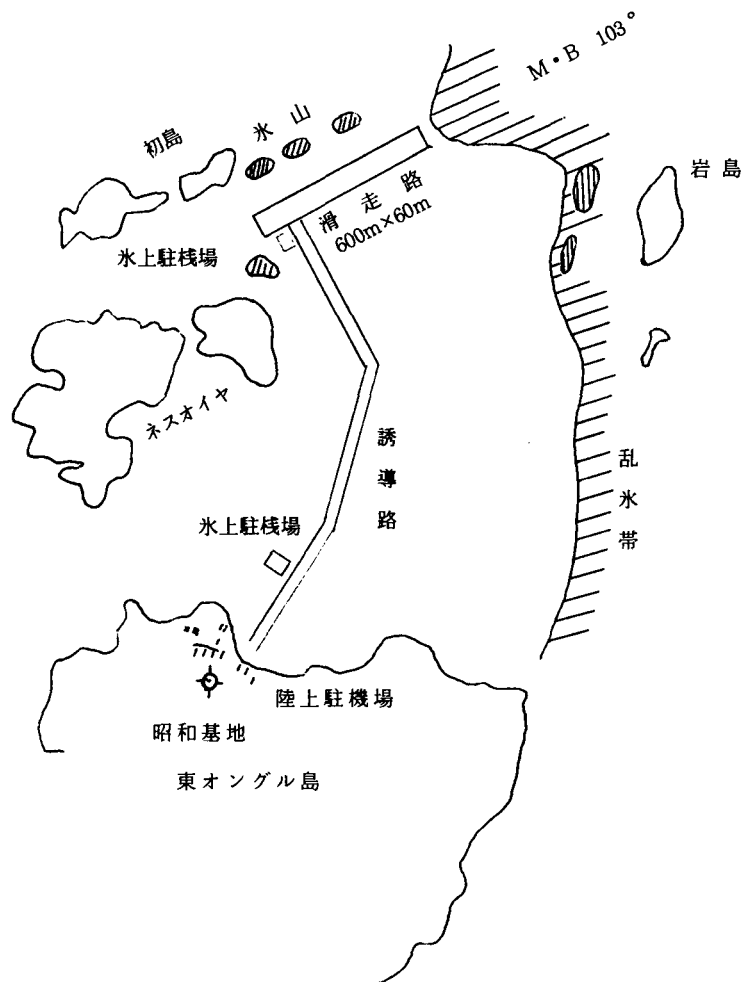 M・B 103°
初島
氷山
岩島
滑走路
600m×60m
氷上駐桟場
ネスオイヤ
誘導路
乱氷帯
氷上駐桟場
陸上駐機場
昭和基地
東オングル島